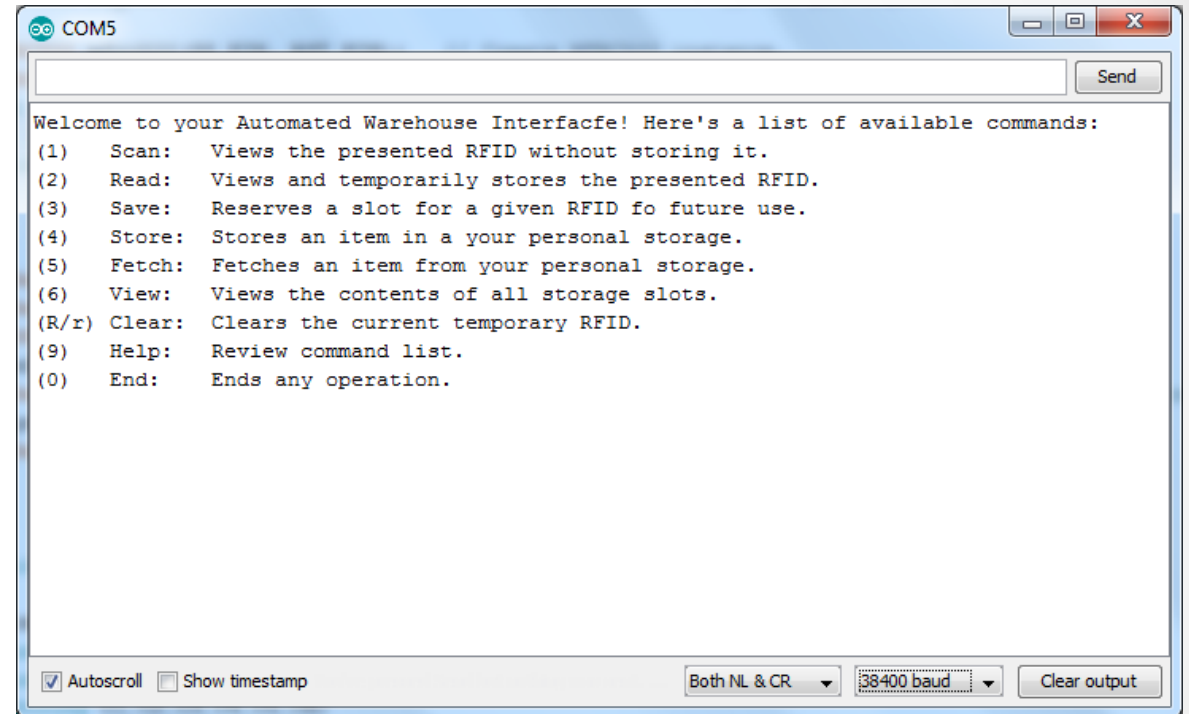 COM5
Send
Welcome to your Automated Warehouse Interfacfe! Here's a list of available commands:
(1) Scan: Views the presented RFID without storing it.
(2) Read: Views and temporarily stores the presented RFID.
(3) Save: Reserves a slot for a given RFID fo future use.
(4) Store: Stores an item in a your personal storage.
(5) Fetch: Fetches an item from your personal storage.
(6) View: Views the contents of all storage slots.
(R/r) Clear: Clears the current temporary RFID.
(9) Help: Review command list.
(0) End: Ends any operation.
Autoscroll Show timestamp Both NL & CR 38400 baud Clear output